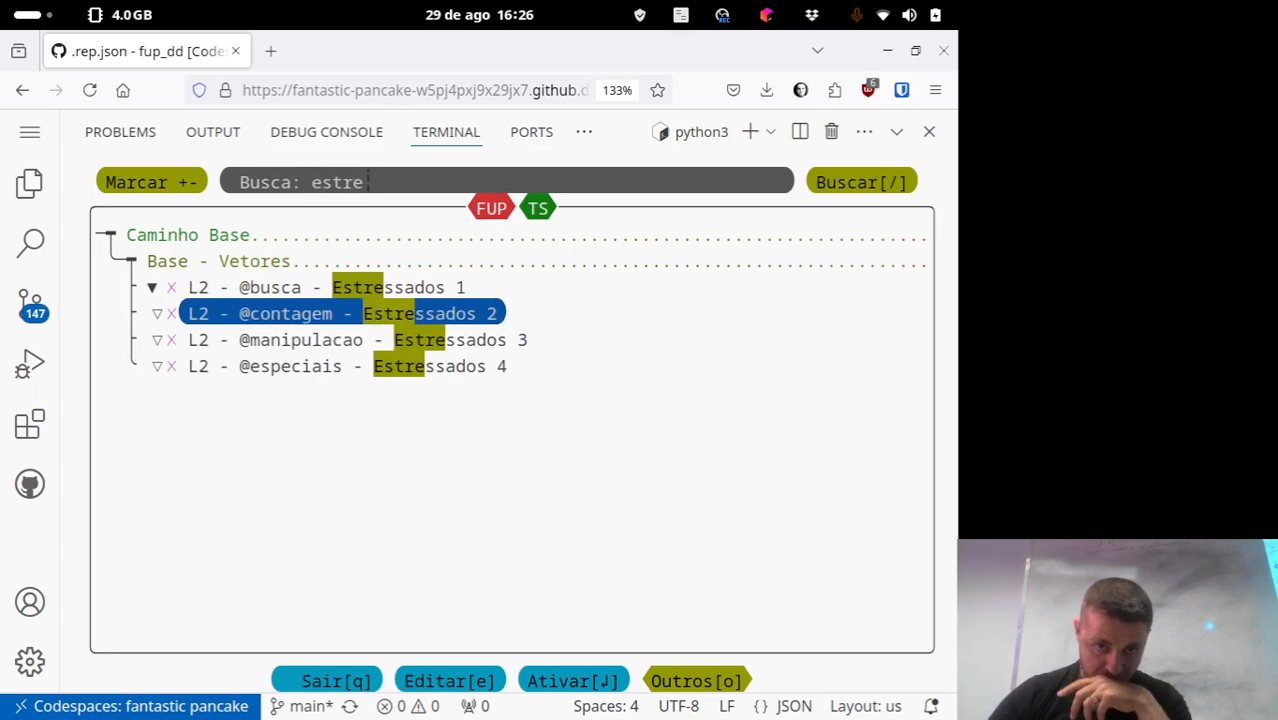 4.0GB 29 de ago 16:26 REC
.rep.json - fup_dd [Code
https://fantastic-pancake-w5pj4pxj9x29jx7.github.d 133% 6
PROBLEMS OUTPUT DEBUG CONSOLE TERMINAL PORTS ... python3
Marcar +- Busca: estre Buscar[/]
FUP TS
Caminho Base
Base - Vetores
L2 - @busca - Estressados 1
L2 - @contagem - Estressados 2
L2 - @manipulacao - Estressados 3
L2 - @especiais - Estressados 4
147
Sair[q] Editar[e] Ativar[↲] Outros[o]
Codespaces: fantastic pancake main* 0 0 0 Spaces: 4 UTF-8 LF {} JSON Layout: us